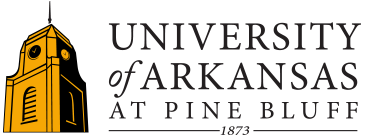 UNIVERSITY
of ARKANSAS
AT PINE BLUFF
1873